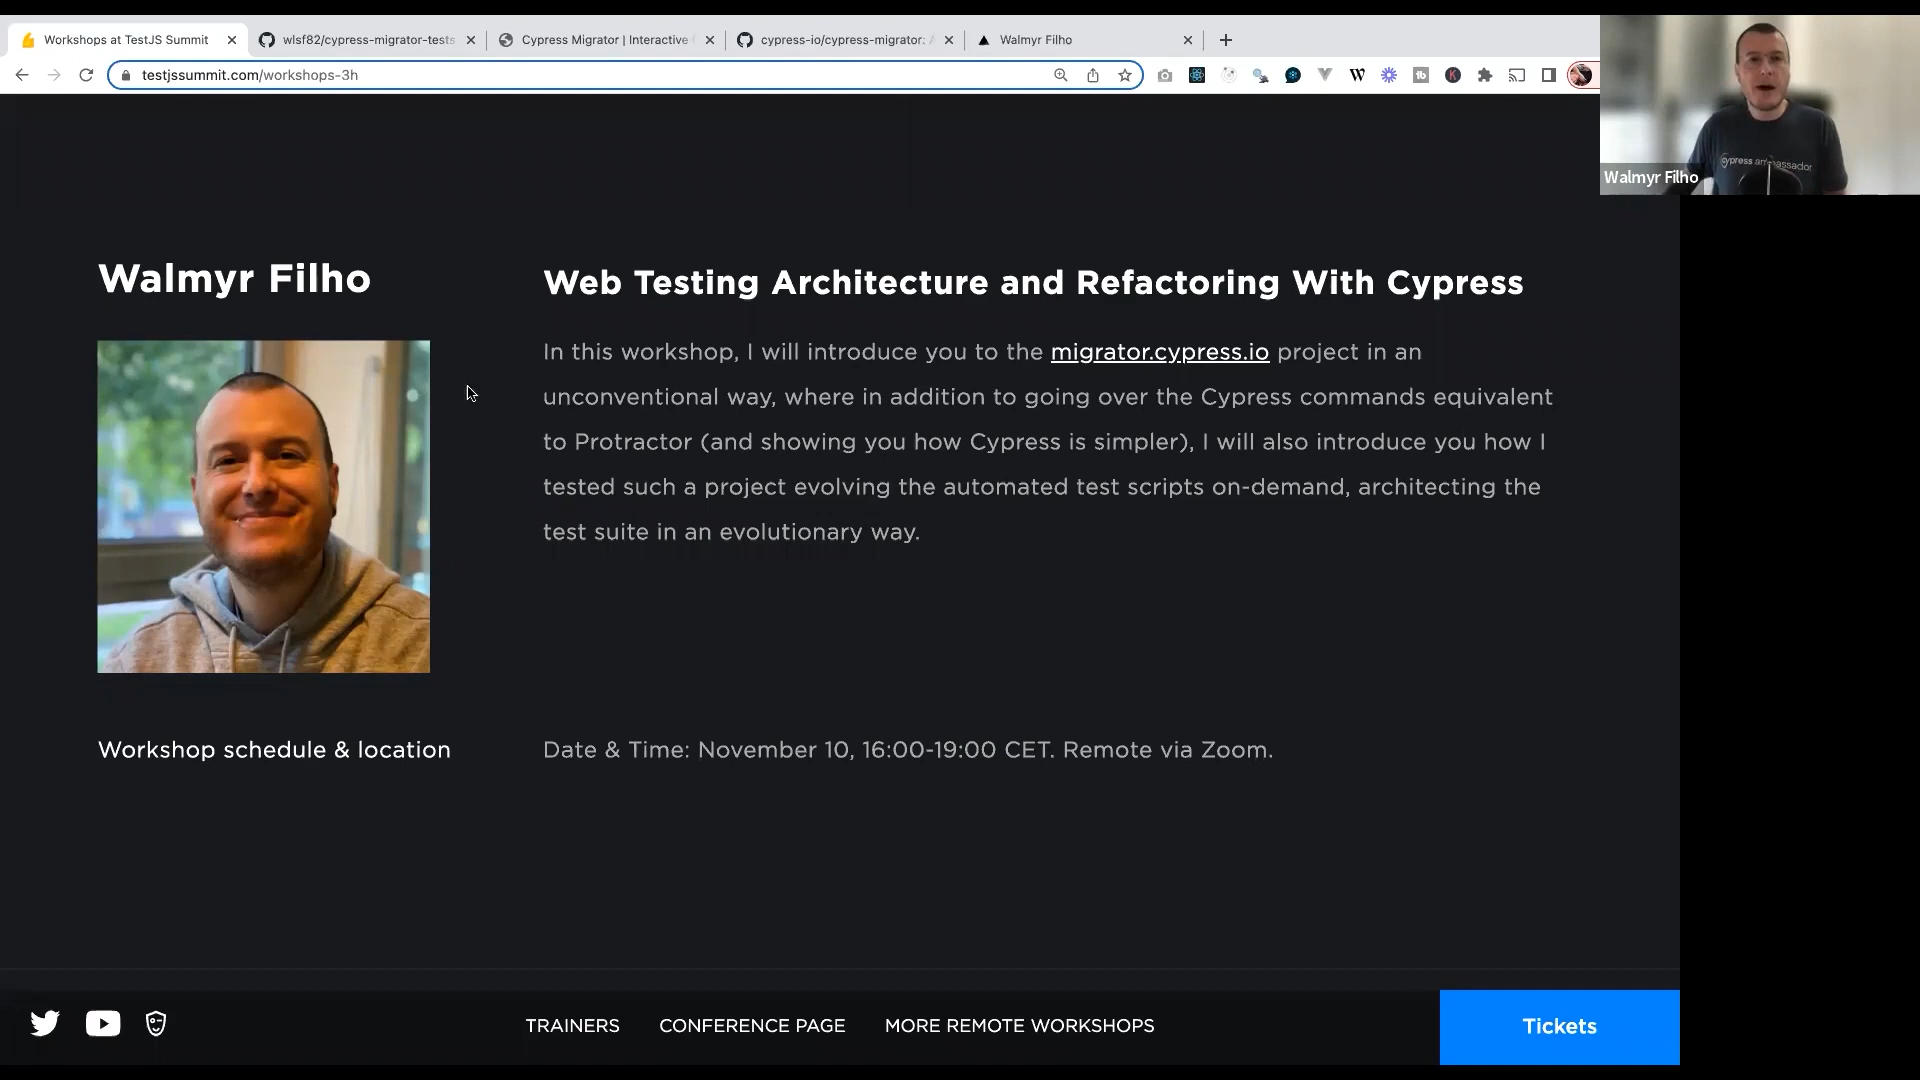 Workshops at TestJS Summit
wlsf82/cypress-migrator-tests
Cypress Migrator | Interactive
cypress-io/cypress-migrator:
Walmyr Filho
testjssummit.com/workshops-3h
cypress ambassador
Walmyr Filho
Walmyr Filho
Web Testing Architecture and Refactoring With Cypress
In this workshop, I will introduce you to the migrator.cypress.io project in an
unconventional way, where in addition to going over the Cypress commands equivalent
to Protractor (and showing you how Cypress is simpler), I will also introduce you how I
tested such a project evolving the automated test scripts on-demand, architecting the
test suite in an evolutionary way.
Workshop schedule & location
Date & Time: November 10, 16:00-19:00 CET. Remote via Zoom.
TRAINERS
CONFERENCE PAGE
MORE REMOTE WORKSHOPS
Tickets